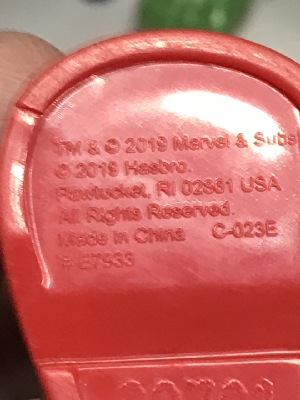 TM & © 2019 Marvel & Subs
© 2019 Hasbro.
Pawtucket, RI 02861 USA
All Rights Reserved.
Made in China C-023E
# E7933